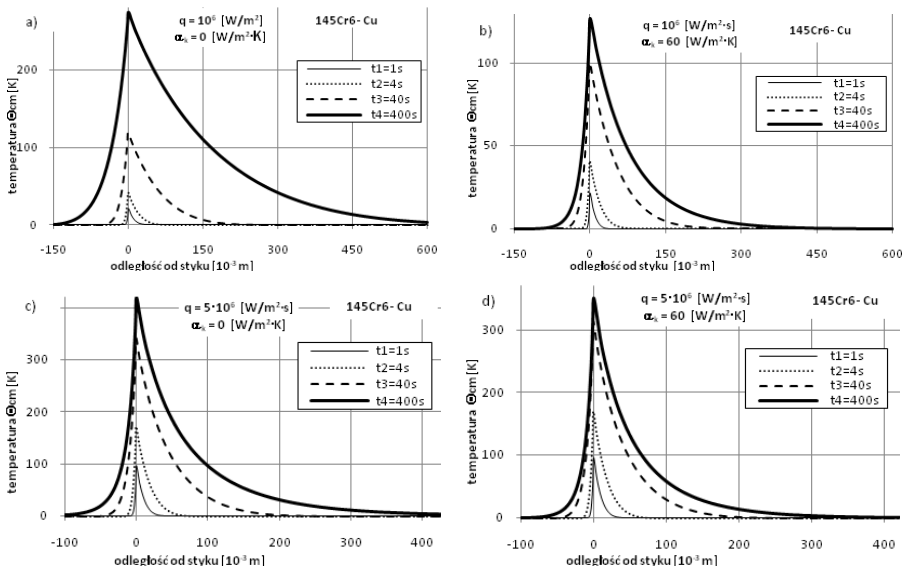 a)
q = 10⁶ [W/m²]
α k = 0 [W/m²·K]
145Cr6 - Cu
t1=1s
t2=4s
t3=40s
t4=400s
temperatura Θcm [K]
200
100
0
-150 0 150 300 450 600
odległość od styku [10⁻³ m]
b)
q = 10⁶ [W/m²·s]
α k = 60 [W/m²·K]
145Cr6 - Cu
t1=1s
t2=4s
t3=40s
t4=400s
temperatura Θcm [K]
100
50
0
-150 0 150 300 450 600
odległość od styku [10⁻³ m]
c)
q = 5·10⁶ [W/m²·s]
α k = 0 [W/m²·K]
145Cr6 - Cu
t1=1s
t2=4s
t3=40s
t4=400s
temperatura Θcm [K]
300
200
100
0
-100 0 100 200 300 400
odległość od styku [10⁻³ m]
d)
q = 5·10⁶ [W/m²·s]
α k = 60 [W/m²·K]
145Cr6 - Cu
t1=1s
t2=4s
t3=40s
t4=400s
temperatura Θcm [K]
300
200
100
0
-100 0 100 200 300 400
odległość od styku [10⁻³ m]